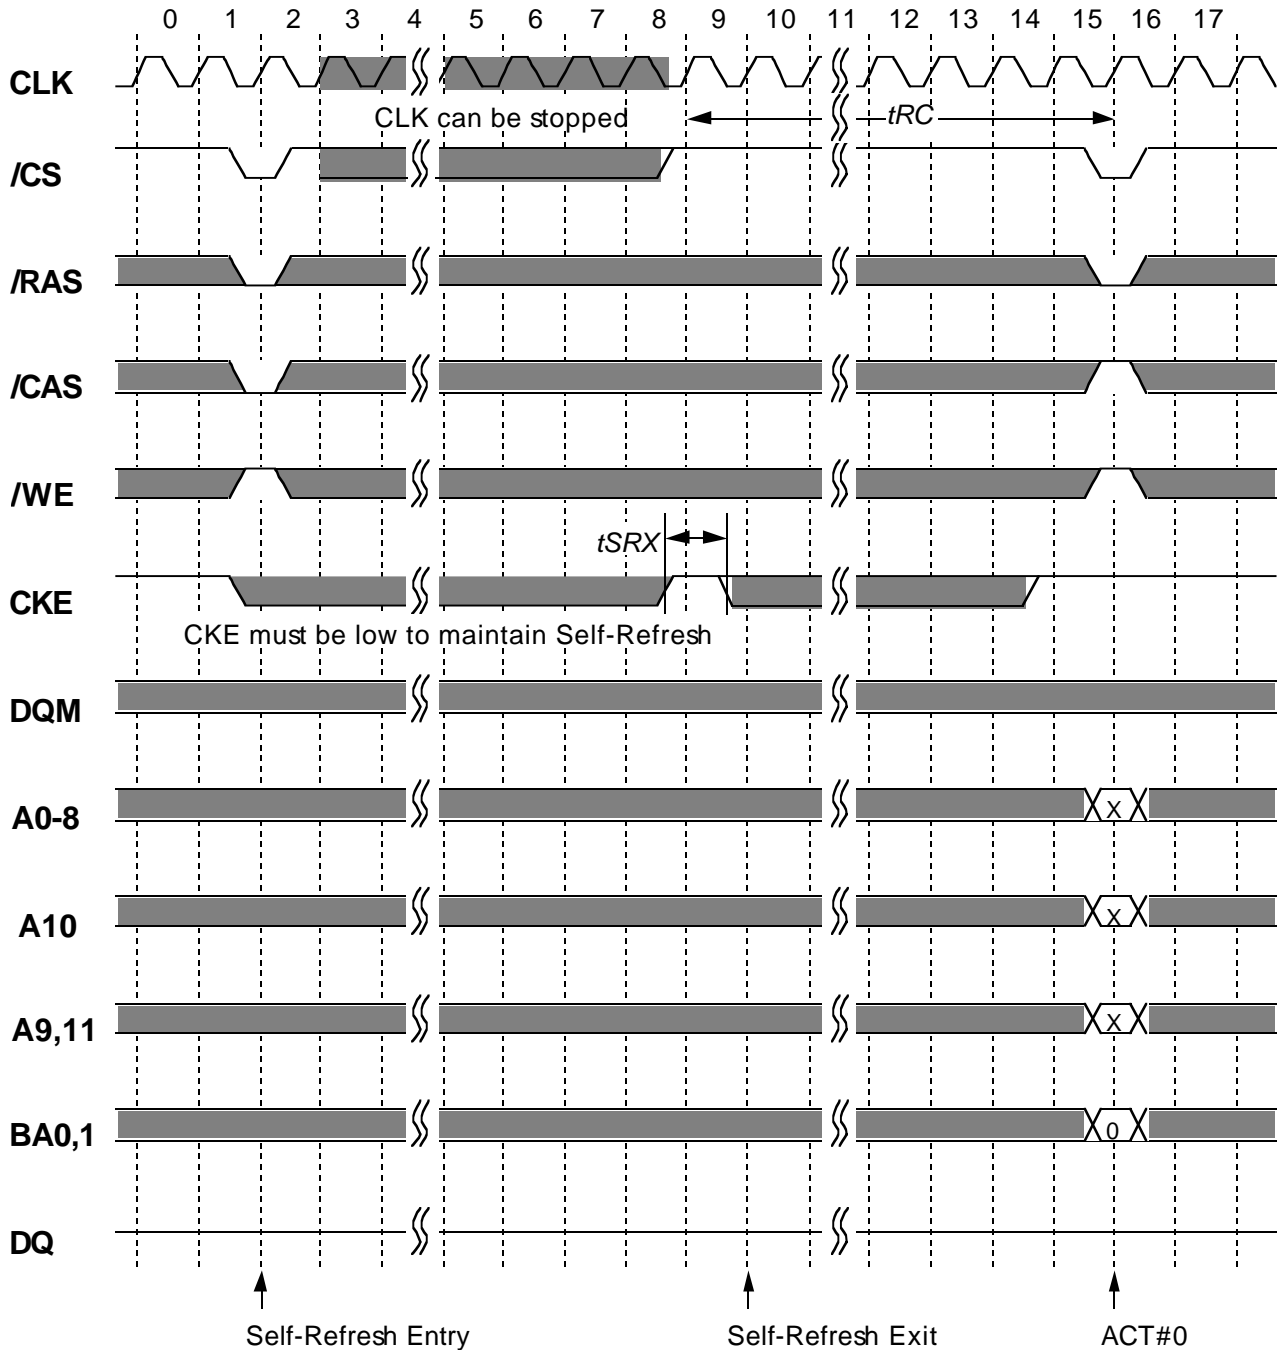 0 1 2 3 4 5 6 7 8 9 10 11 12 13 14 15 16 17
CLK
CLK can be stopped
tRC
/CS
/RAS
/CAS
/WE
tSRX
CKE
CKE must be low to maintain Self-Refresh
DQM
A0-8
X
A10
X
A9,11
X
BA0,1
0
DQ
Self-Refresh Entry
Self-Refresh Exit
ACT#0